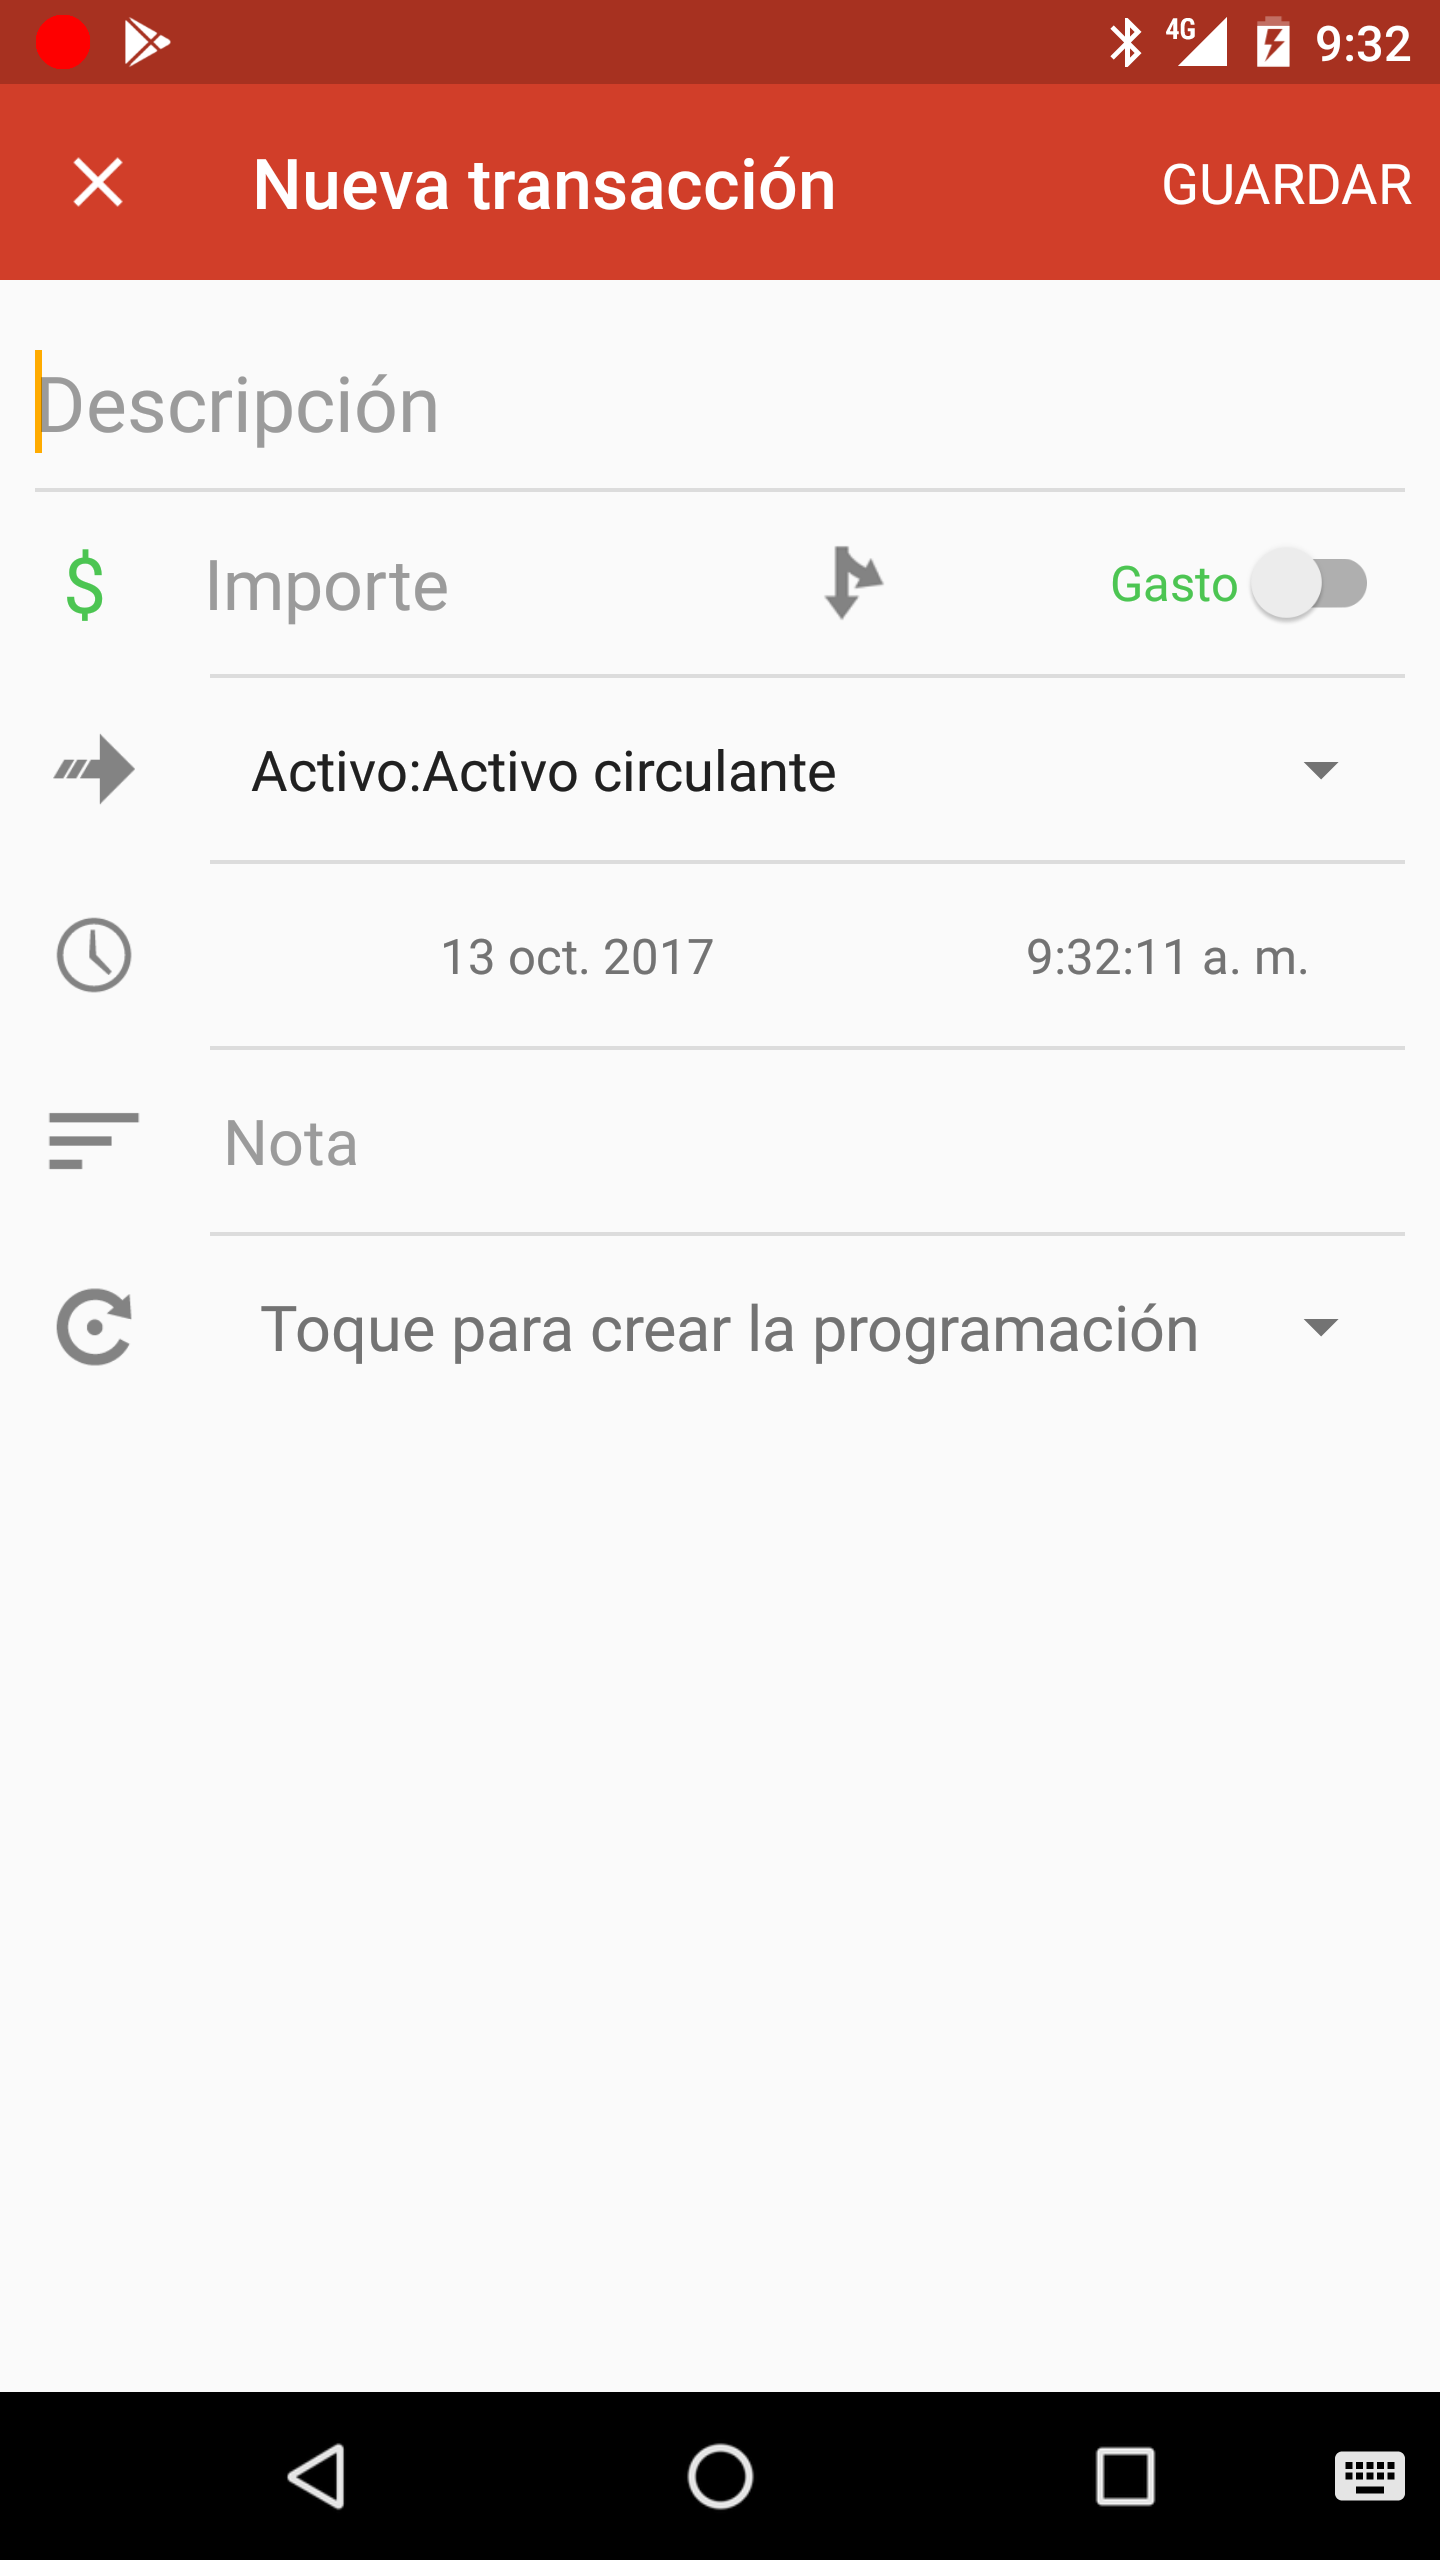 4G 9:32
Nueva transacción GUARDAR
Descripción
$ Importe Gasto
Activo:Activo circulante
13 oct. 2017 9:32:11 a. m.
Nota
Toque para crear la programación